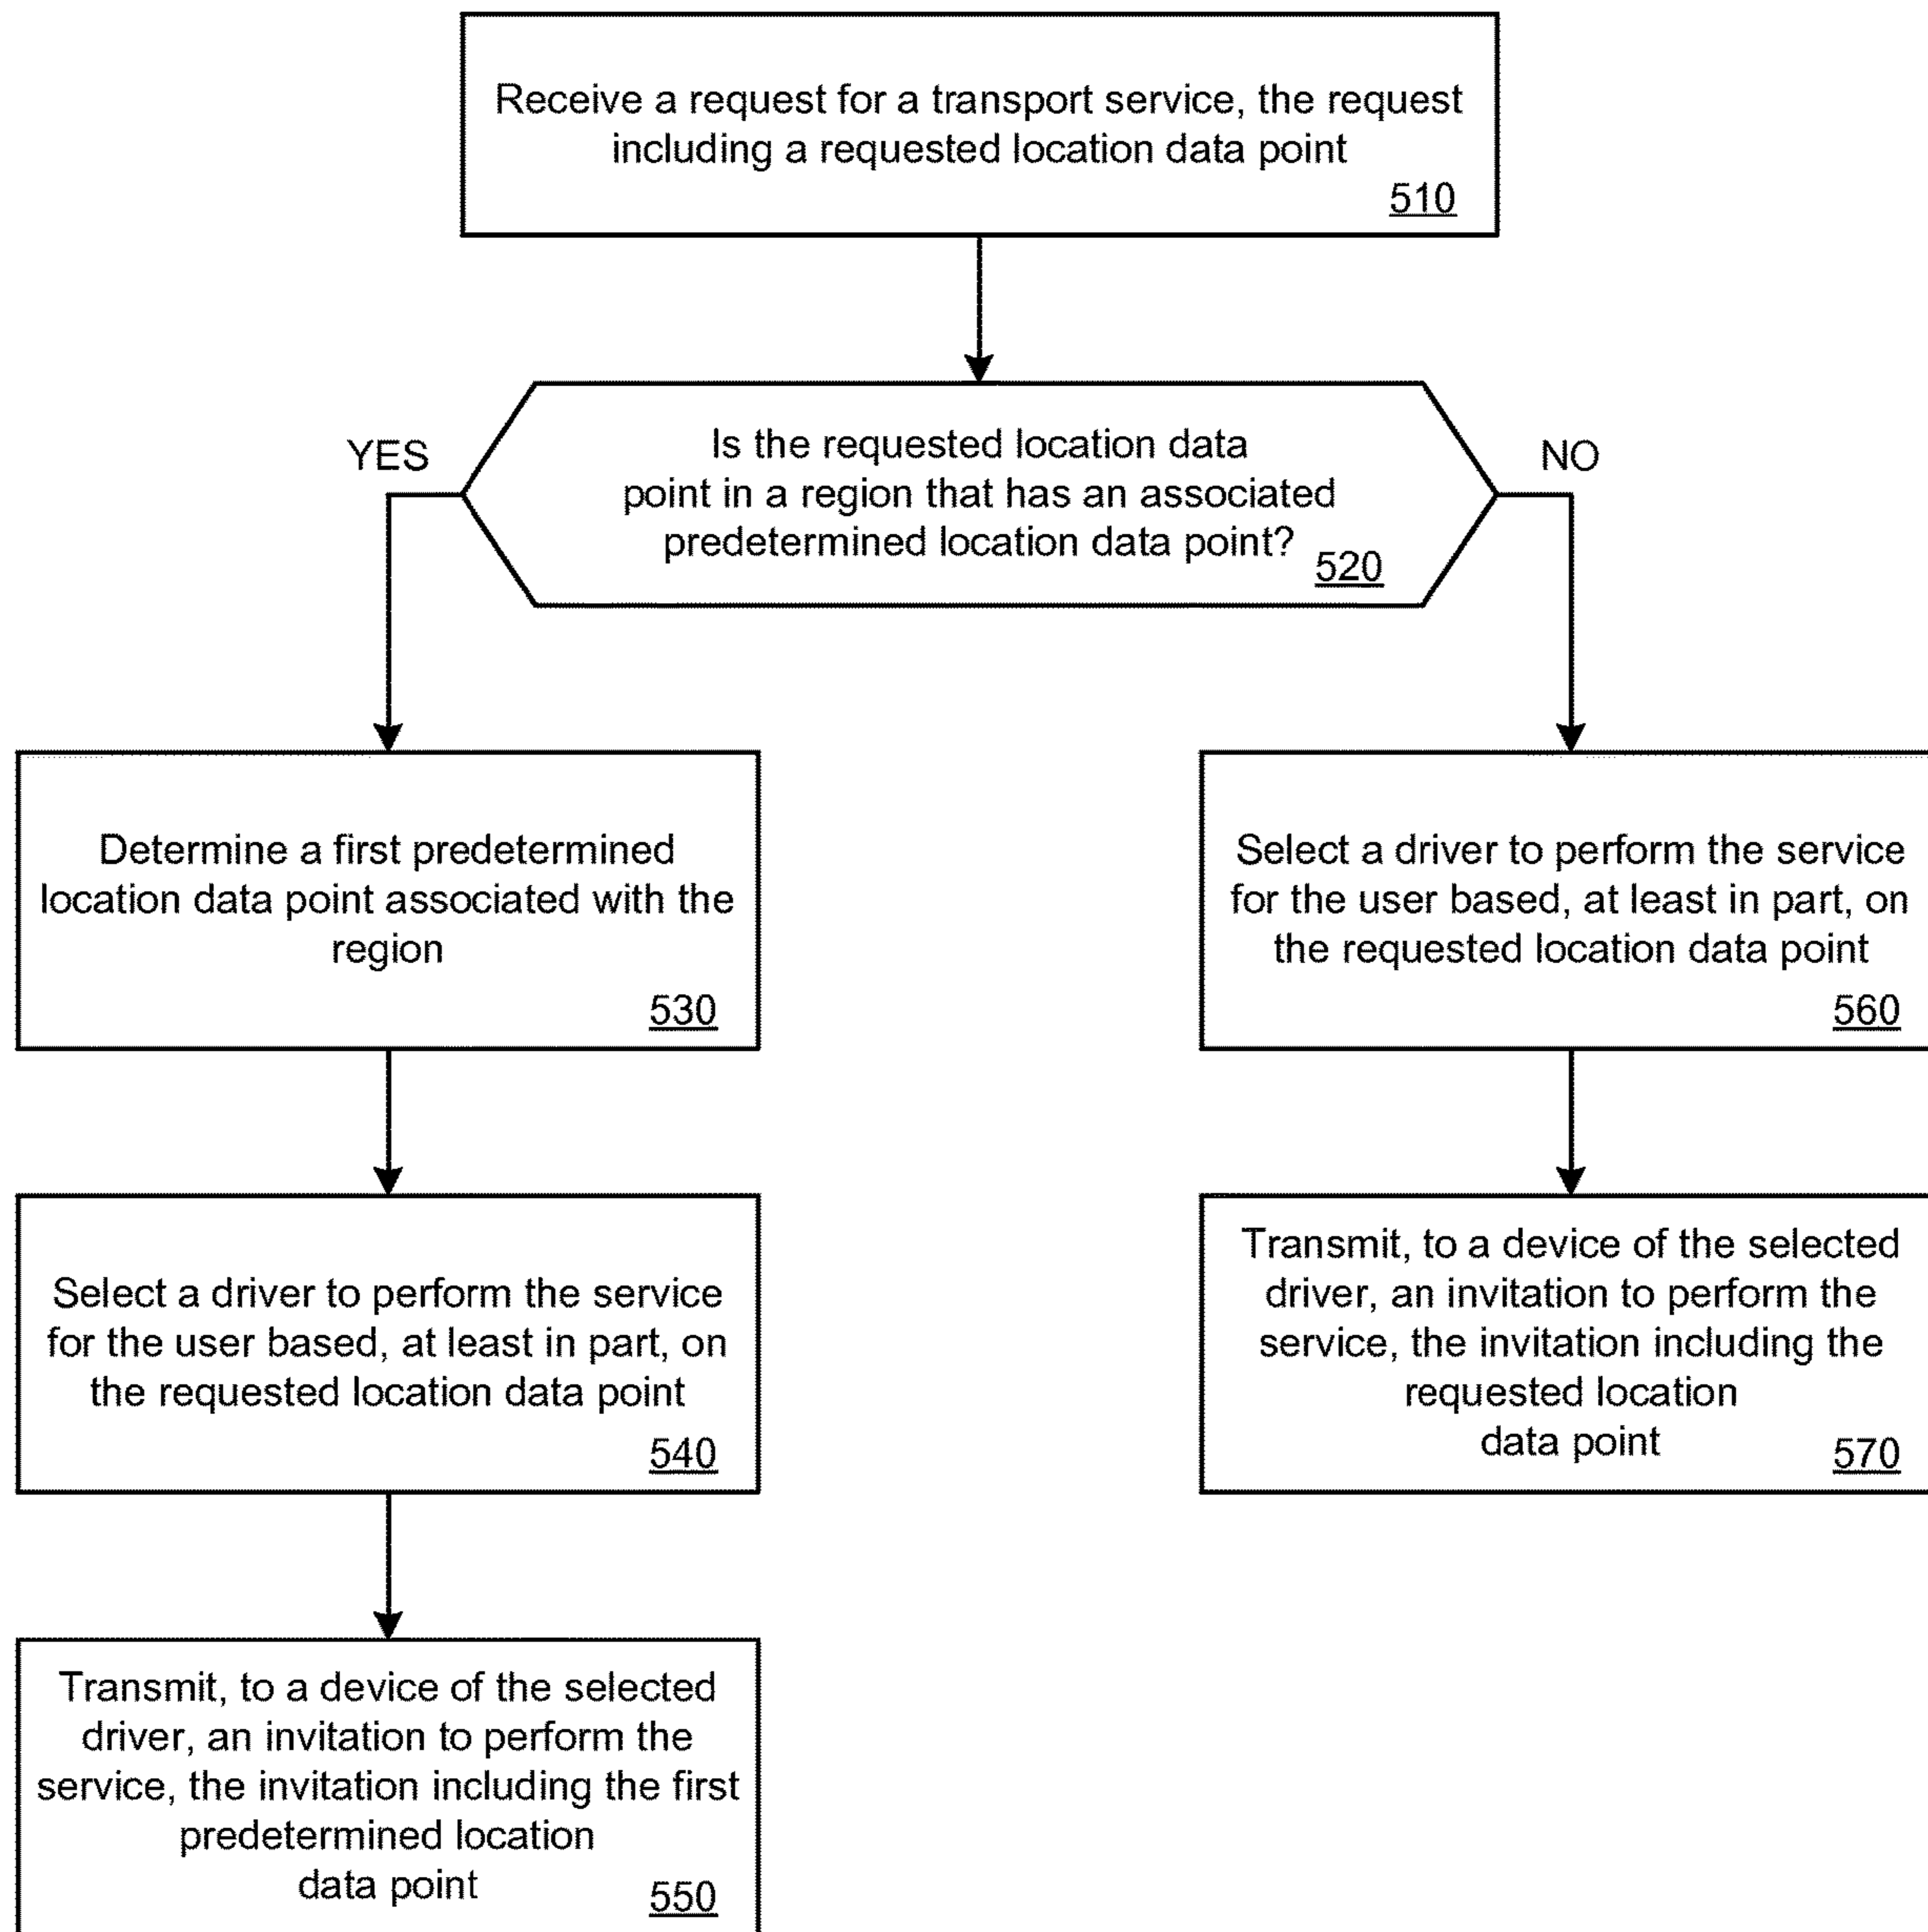 Receive a request for a transport service, the request
including a requested location data point
510
YES
Is the requested location data
point in a region that has an associated
predetermined location data point?
520
NO
Determine a first predetermined
location data point associated with the
region
530
Select a driver to perform the service
for the user based, at least in part, on
the requested location data point
540
Transmit, to a device of the selected
driver, an invitation to perform the
service, the invitation including the first
predetermined location
data point
550
Select a driver to perform the service
for the user based, at least in part, on
the requested location data point
560
Transmit, to a device of the selected
driver, an invitation to perform the
service, the invitation including the
requested location
data point
570